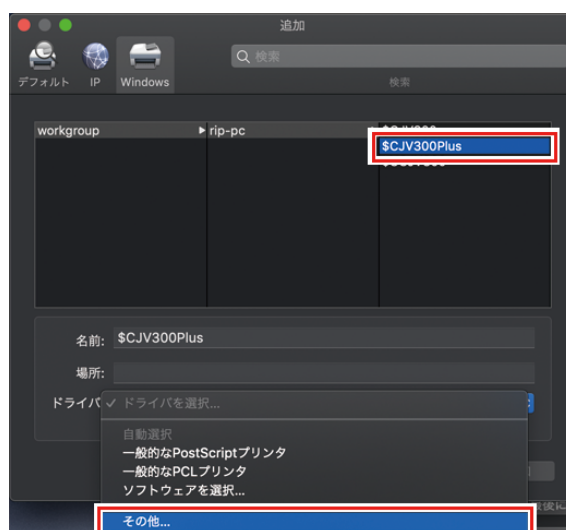 追加
検索
デフォルト IP Windows
検索
workgroup rip-pc
$CJV300Plus
名前: $CJV300Plus
場所:
ドライバ ✓ ドライバを選択...
自動選択
一般的なPostScriptプリンタ
一般的なPCLプリンタ
ソフトウェアを選択...
その他...